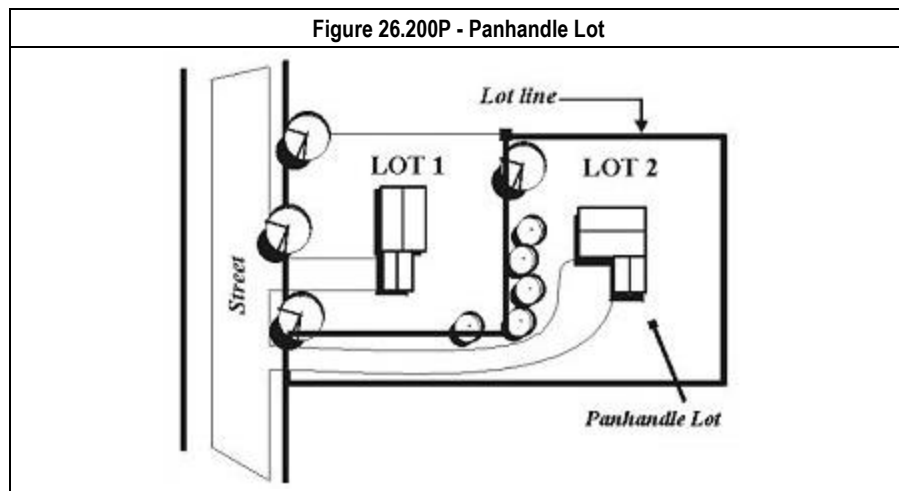 Figure 26.200P - Panhandle Lot
Lot line
LOT 1
LOT 2
Street
Panhandle Lot